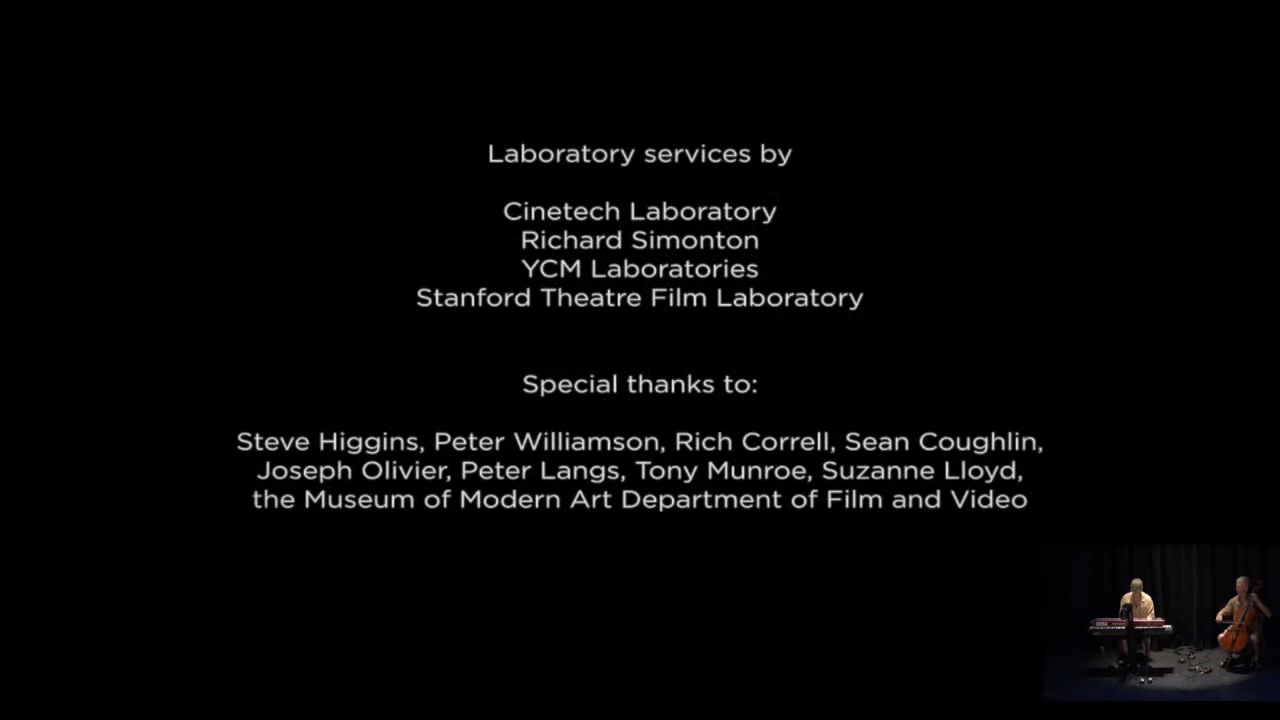 Laboratory services by
Cinetech Laboratory
Richard Simonton
YCM Laboratories
Stanford Theatre Film Laboratory
Special thanks to:
Steve Higgins, Peter Williamson, Rich Correll, Sean Coughlin,
Joseph Olivier, Peter Langs, Tony Munroe, Suzanne Lloyd,
the Museum of Modern Art Department of Film and Video